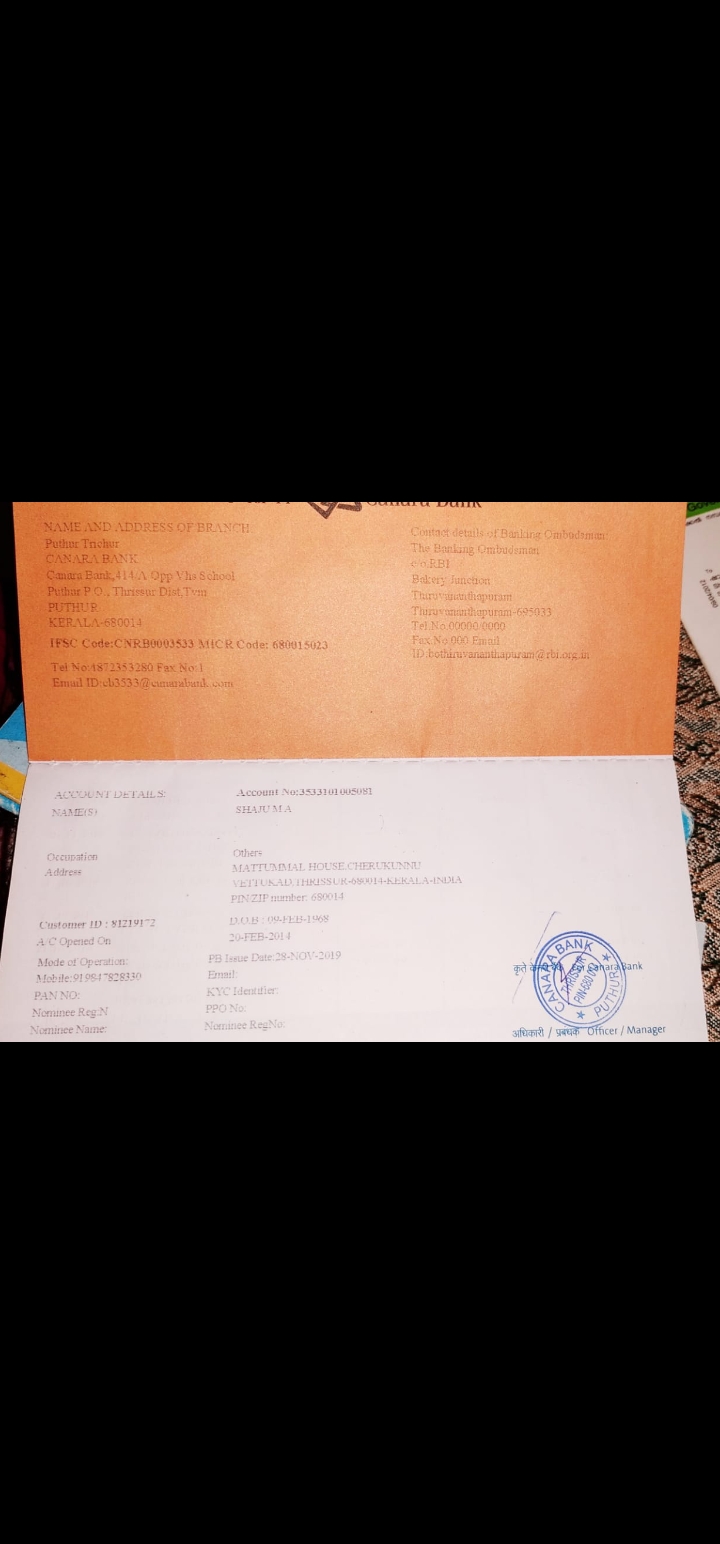 Canara Bank
NAME AND ADDRESS OF BRANCH:
Puthur Trichur
CANARA BANK
Canara Bank,414/A Opp Vhs School
Puthur P.O., Thrissur Dist,Tvm
PUTHUR
KERALA-680014
IFSC Code:CNRB0003533 MICR Code: 680015023
Tel No:4872353280 Fax No:1
Email ID:cb3533@canarabank.com
Contact details of Banking Ombudsman:
The Banking Ombudsman
c/o.RBI
Bakery Junction
Thiruvananthapuram
Thiruvananthapuram-695033
Tel.No.00000/0000
Fax No.000 Email
ID:bothiruvananthapuram@rbi.org.in
ACCOUNT DETAILS: Account No:3533101005081
NAME(S) SHAJU M A
Occupation Others
Address MATTUMMAL HOUSE,CHERUKUNNU
VETTUKAD,THRISSUR-680014-KERALA-INDIA
PIN/ZIP number: 680014
Customer ID : 81219172 D.O.B : 09-FEB-1968
A/C Opened On 20-FEB-2014
Mode of Operation: PB Issue Date:28-NOV-2019
Mobile:919847828330 Email:
PAN NO: KYC Identifier:
Nominee Reg:N PPO No:
Nominee Name: Nominee RegNo:
कृते For Canara Bank
CANARA BANK
THRISSUR
PUTHUR
अधिकारी / प्रबंधक Officer / Manager